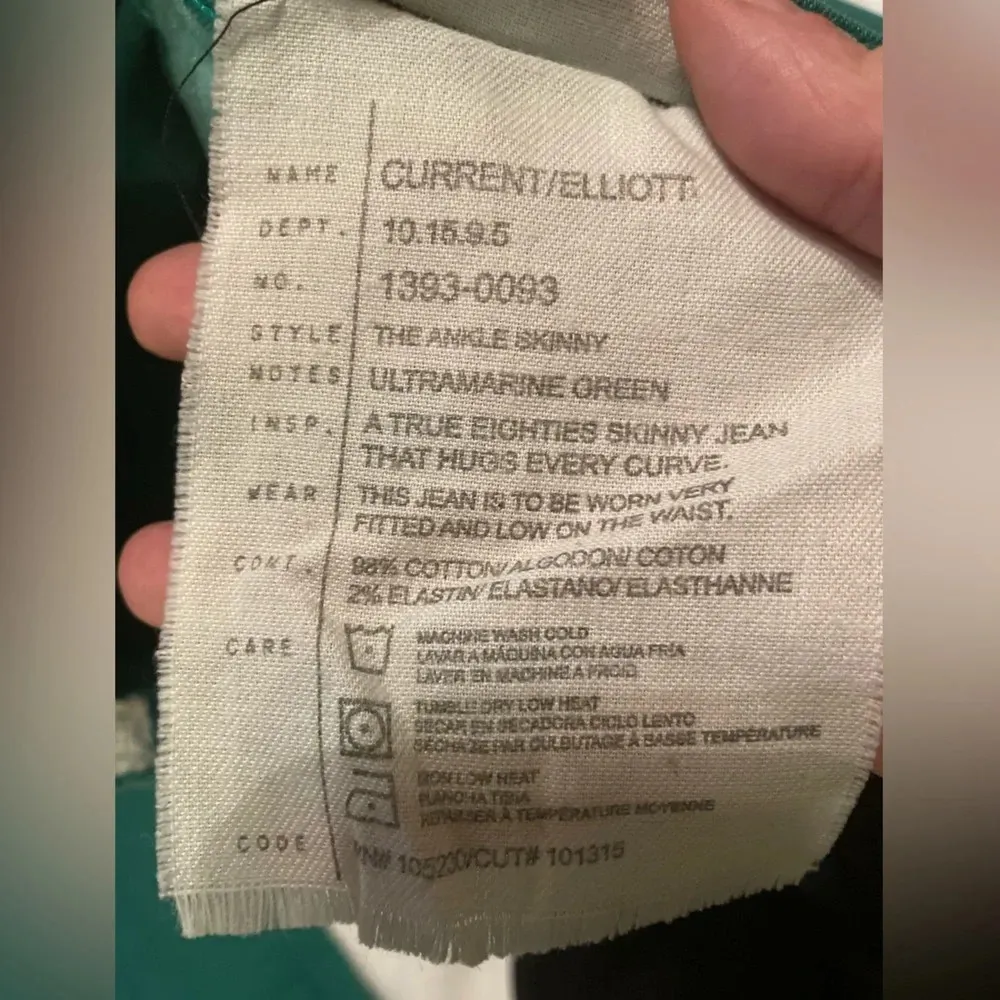 NAME CURRENT/ELLIOTT
DEPT. 10.15.9.5
NO. 1393-0093
STYLE THE ANKLE SKINNY
NOTES ULTRAMARINE GREEN
INSP. A TRUE EIGHTIES SKINNY JEAN
THAT HUGS EVERY CURVE.
WEAR THIS JEAN IS TO BE WORN VERY
FITTED AND LOW ON THE WAIST.
CONT. 98% COTTON/ALGODON/ COTON
2% ELASTIN/ ELASTANO/ ELASTHANNE
CARE MACHINE WASH COLD
LAVAR A MAQUINA CON AGUA FRIA
LAVER EN MACHINE A FROID
TUMBLE DRY LOW HEAT
SECAR EN SECADORA CICLO LENTO
SECHAGE PAR CULBUTAGE À BASSE TEMPÉRATURE
IRON LOW HEAT
PLANCHA TIBIA
REPASSER À TEMPÉRATURE MOYENNE
CODE 105230/CUT# 101315